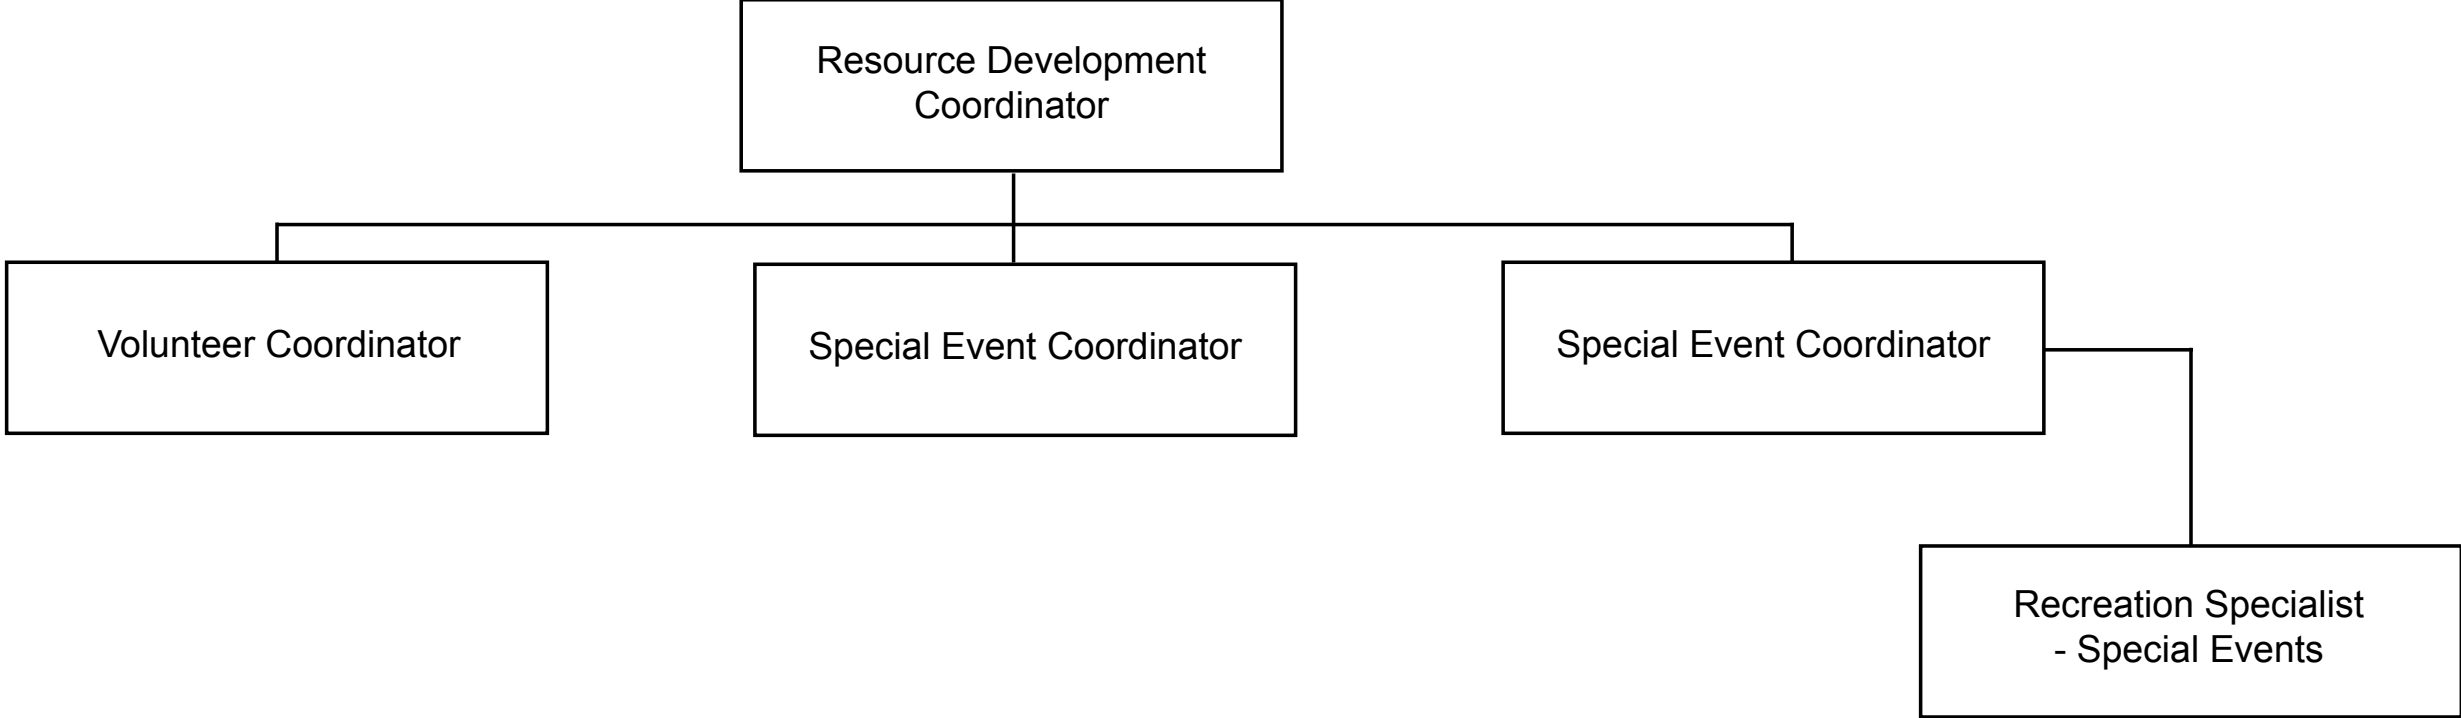 Resource Development
Coordinator
Volunteer Coordinator
Special Event Coordinator
Special Event Coordinator
Recreation Specialist
- Special Events